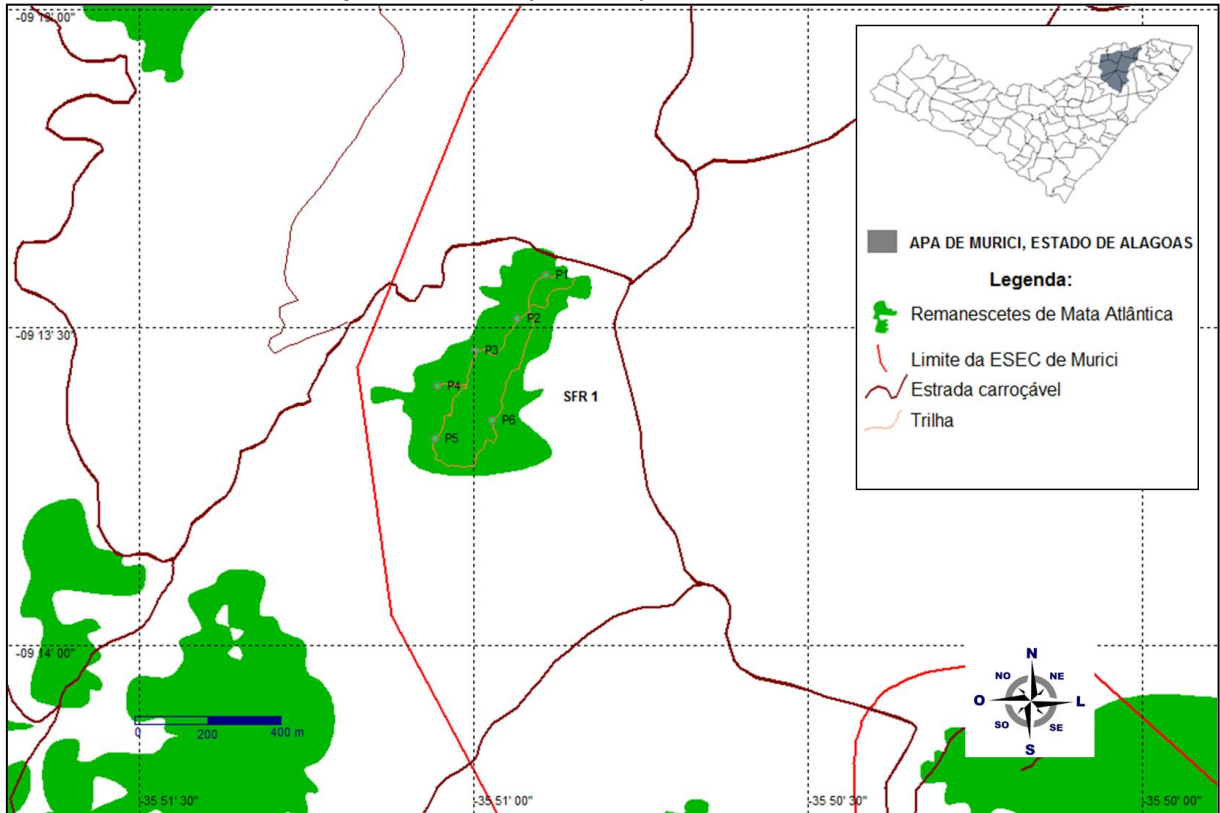 -09 13' 00"
APA DE MURICI, ESTADO DE ALAGOAS
Legenda:
Remanescetes de Mata Atlântica
Limite da ESEC de Murici
Estrada carroçável
Trilha
P1
P2
-09 13' 30"
P3
P4
SFR 1
P6
P5
-09 14' 00"
N
NO NE
O L
SO SE
S
0 200 400 m
-35 51' 30" -35 51' 00" -35 50' 30" -35 50' 00"